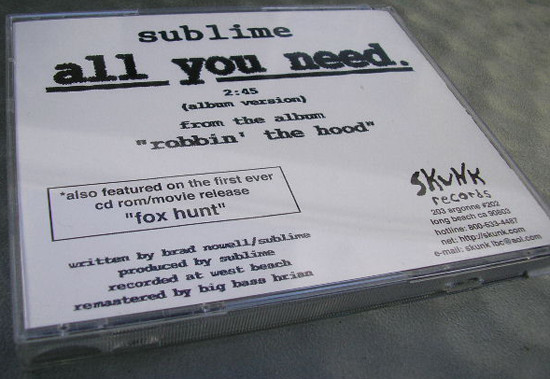 sublime
all you need.
2:45
(album version)
from the album
"robbin' the hood"
*also featured on the first ever
cd rom/movie release
"fox hunt"
written by brad nowell/sublime
produced by sublime
recorded at west beach
remastered by big bass brian
SKuNK
records
203 argonne #202
long beach ca 90803
hotline: 800-633-4487
net: http://skunk.com
e-mail: skunk lbc@aol.com